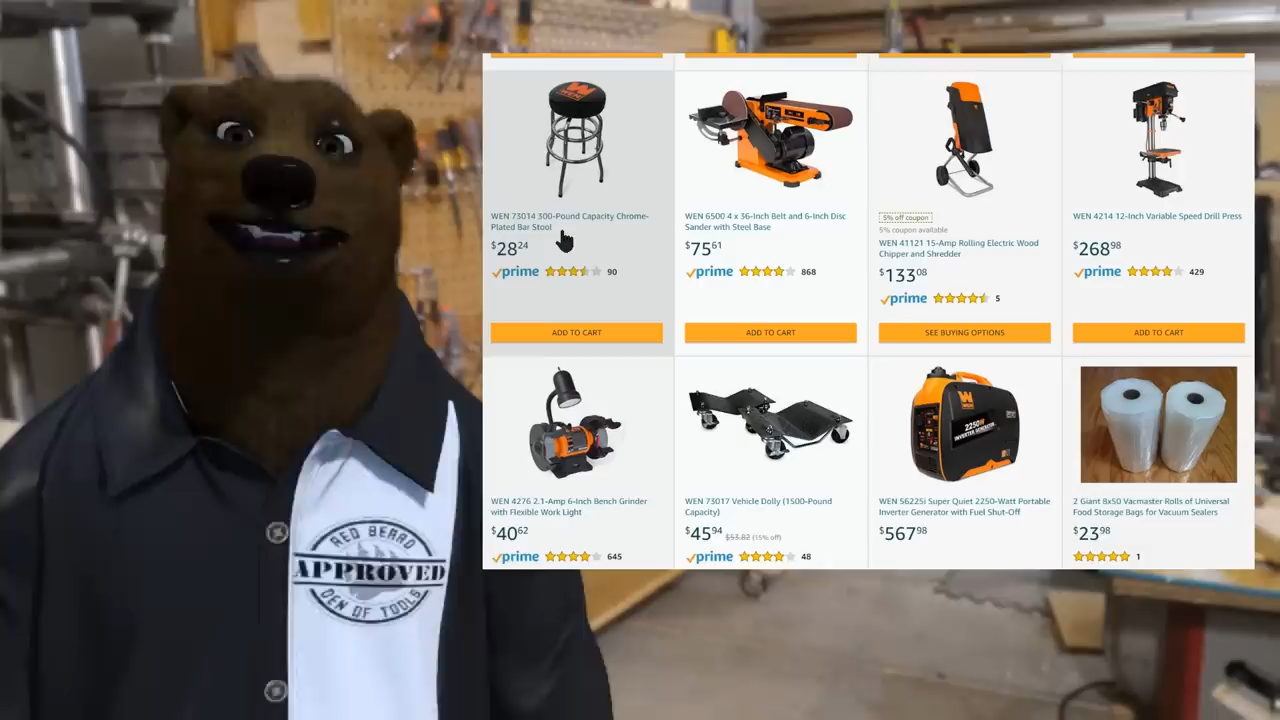 WEN 73014 300-Pound Capacity Chrome-
Plated Bar Stool
$28 24
prime 90
ADD TO CART
WEN 6500 4 x 36-Inch Belt and 6-Inch Disc
Sander with Steel Base
$75 61
prime 868
ADD TO CART
5% off coupon
5% coupon available
WEN 41121 15-Amp Rolling Electric Wood
Chipper and Shredder
$133 08
prime 5
SEE BUYING OPTIONS
WEN 4214 12-Inch Variable Speed Drill Press
$268 98
prime 429
ADD TO CART
WEN 4276 2.1-Amp 6-Inch Bench Grinder
with Flexible Work Light
$40 62
prime 645
WEN 73017 Vehicle Dolly (1500-Pound
Capacity)
$45 94 $53.82 (15% off)
prime 48
2250W
INVERTER GENERATOR
WEN 56225i Super Quiet 2250-Watt Portable
Inverter Generator with Fuel Shut-Off
$567 98
2 Giant 8x50 Vacmaster Rolls of Universal
Food Storage Bags for Vacuum Sealers
$23 98
1
RED BEARD
APPROVED
DEN OF TOOLS